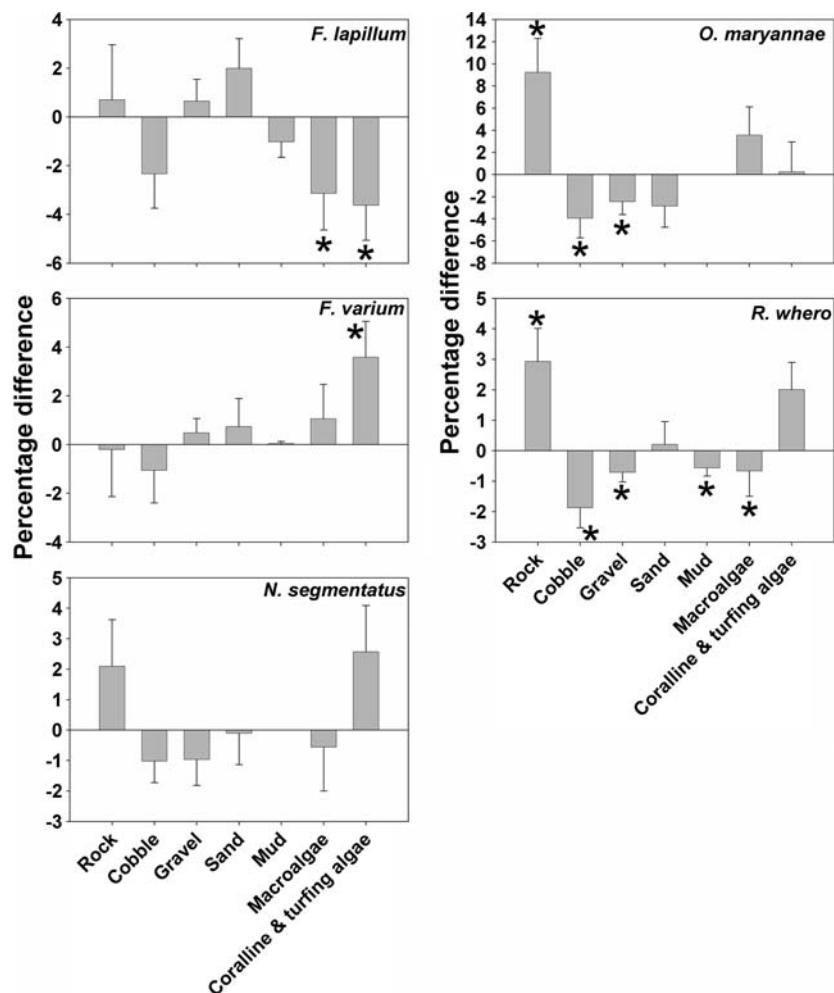 F. lapillum
4
2
0
-2
-4
-6
*
*
F. varium
6
4
2
0
-2
-4
*
N. segmentatus
5
4
3
2
1
0
-1
-2
-3
Percentage difference
Rock
Cobble
Gravel
Sand
Mud
Macroalgae
Coralline & turfing algae
O. maryannae
14
12
10
8
6
4
2
0
-2
-4
-6
-8
*
*
*
R. whero
5
4
3
2
1
0
-1
-2
-3
*
*
*
*
*
Percentage difference
Rock
Cobble
Gravel
Sand
Mud
Macroalgae
Coralline & turfing algae